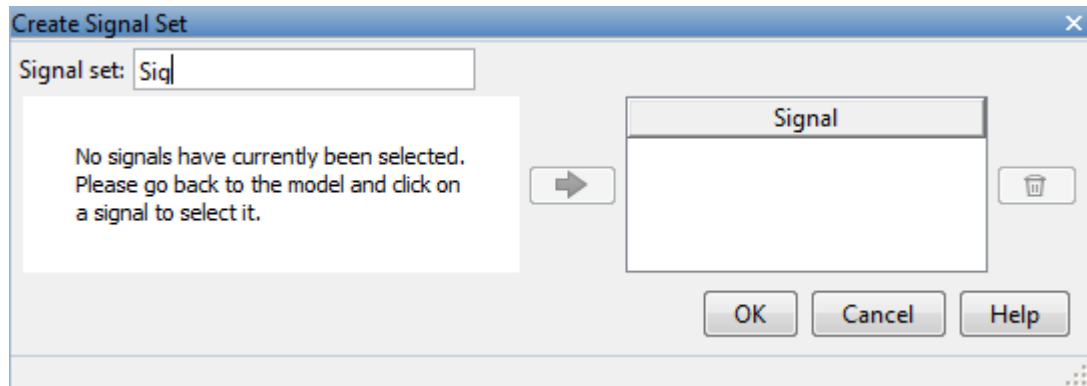 Create Signal Set
Signal set: Sig
No signals have currently been selected.
Please go back to the model and click on
a signal to select it.
Signal
OK Cancel Help